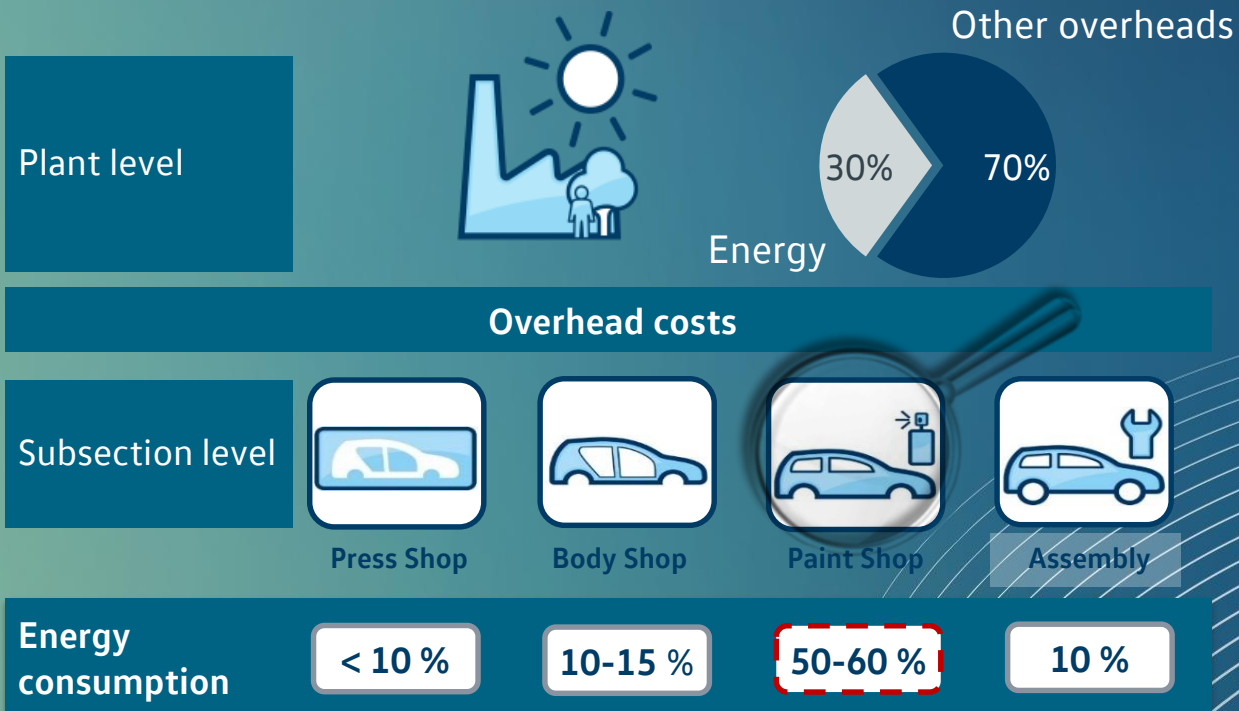 Other overheads
Plant level
30%
70%
Energy
Overhead costs
Subsection level
Press Shop
Body Shop
Paint Shop
Assembly
Energy
consumption
< 10 %
10-15 %
50-60 %
10 %